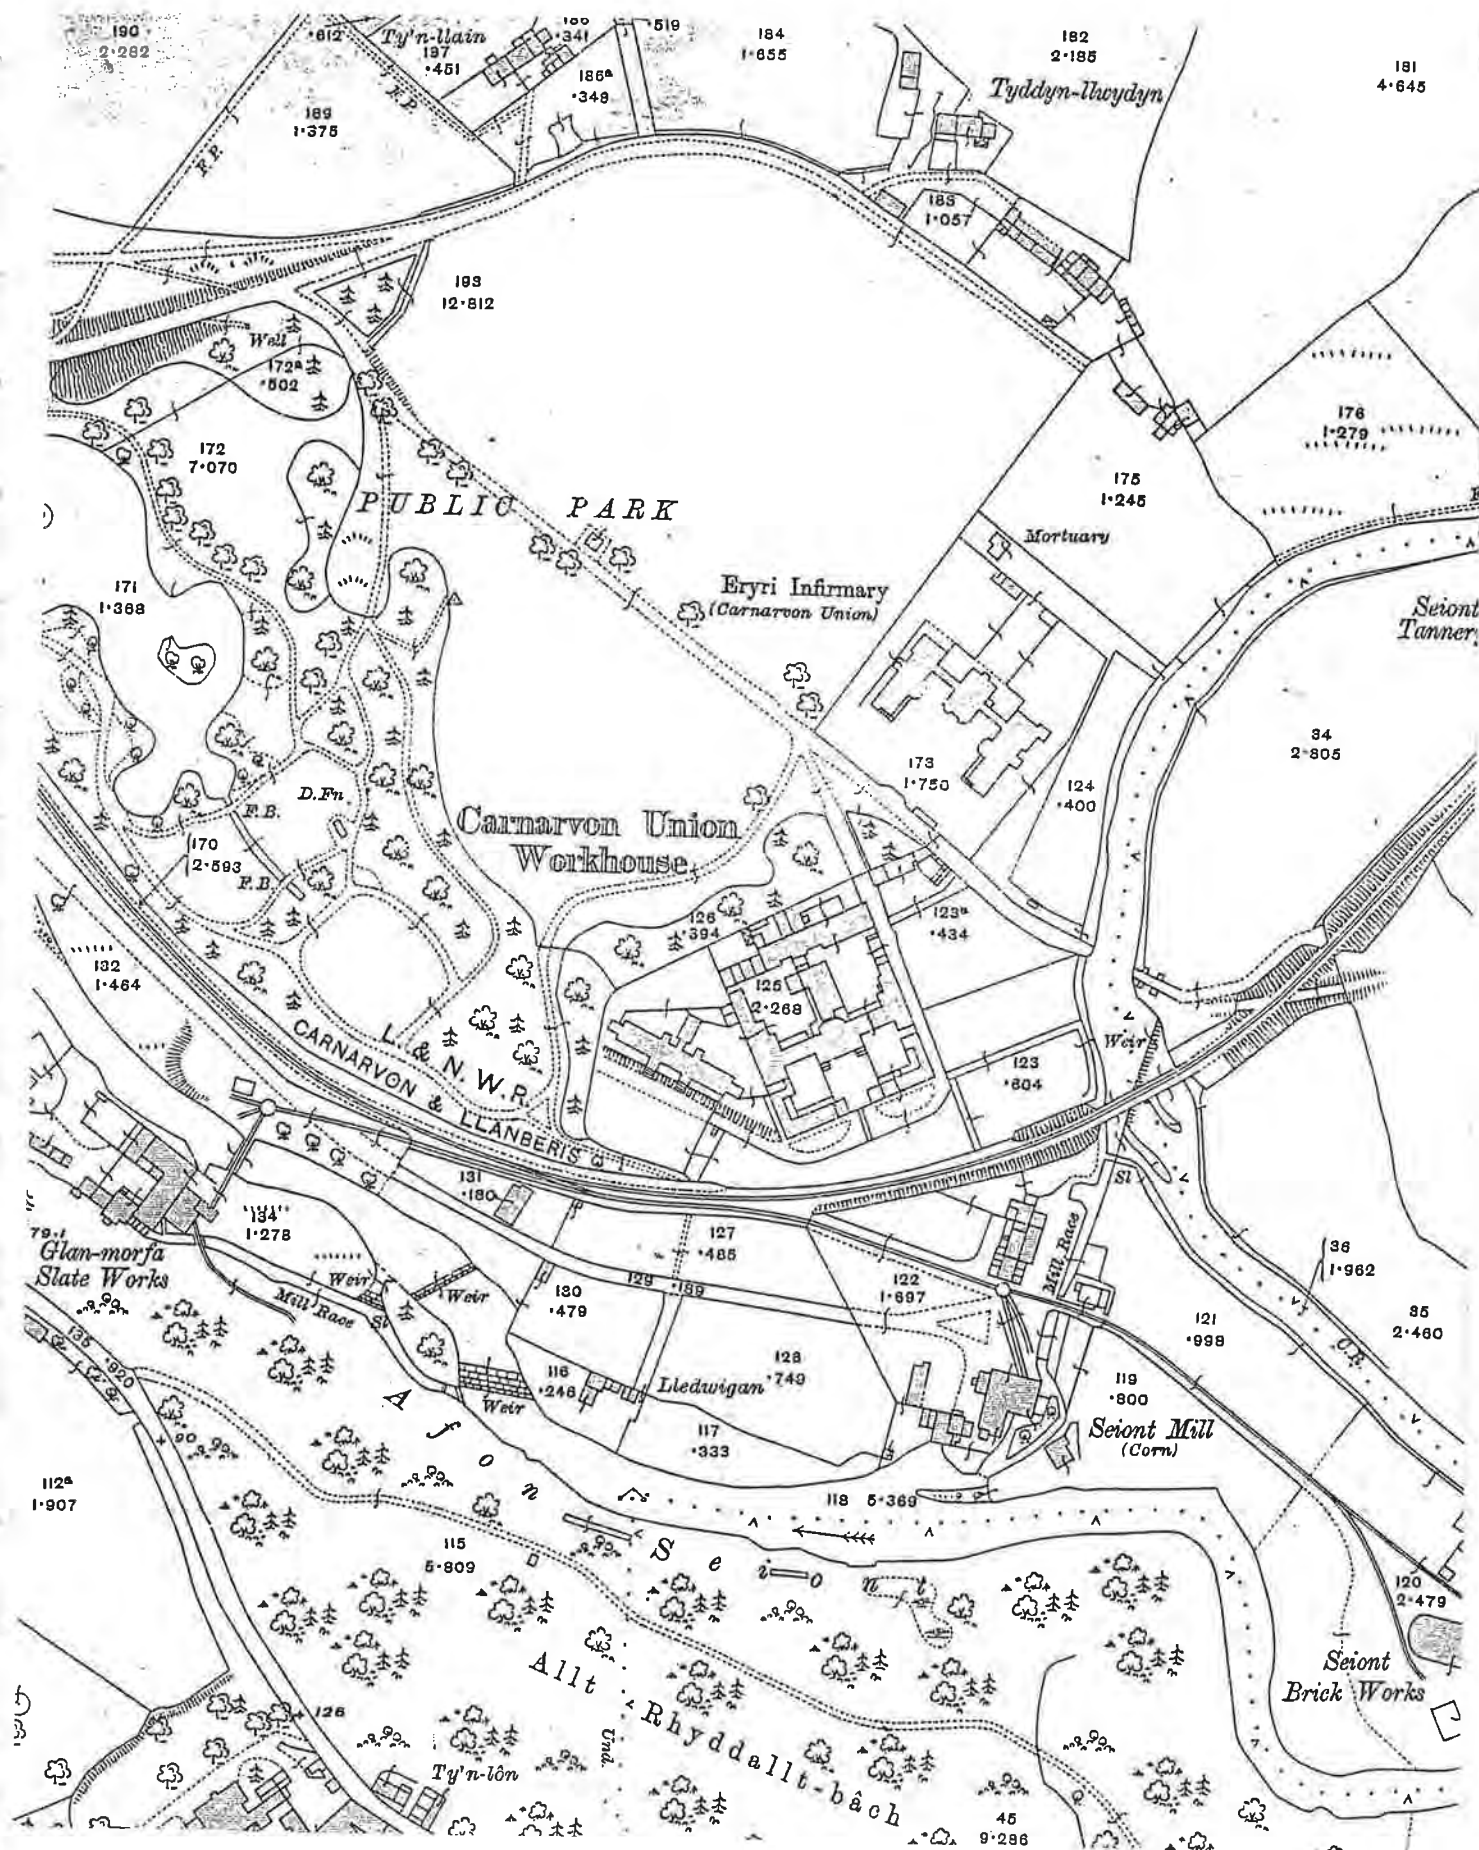 190
2·282
·612
Ty'n-llain
197
·451
186
·341
519
184
1·655
182
2·185
181
4·645
186ª
·348
Tyddyn-llwydyn
189
1·375
F.P.
F.P.
185
1·057
193
12·812
Well
172ª
·502
172
7·070
176
1·279
175
1·245
PUBLIC PARK
Mortuary
Eryri Infirmary
(Carnarvon Union)
171
1·368
Seiont
Tannery
34
2·805
173
1·750
124
·400
D.Fn.
F.B.
Carnarvon Union
Workhouse
170
2·593
F.B.
126
·394
123ª
·434
132
1·464
125
2·268
L. & N.W.R.
CARNARVON & LLANBERIS
Weir
123
·604
131
·180
Sl
134
1·278
79·1
Glan-morfa
Slate Works
127
·485
Mill Race
36
1·962
Weir
Weir
Mill Race
Sl
130
·479
129 ·189
122
1·697
121
·998
35
2·460
C.R.
135
·820
116
·246
Lledwigan
128
·749
119
·800
Weir
Seiont Mill
(Corn)
117
·333
90
112ª
1·907
118 5·369
Afon Seiont
115
5·809
120
2·479
Seiont
Brick Works
Allt Rhyddallt-bâch
126
Ty'n-lôn
Und.
45
9·286